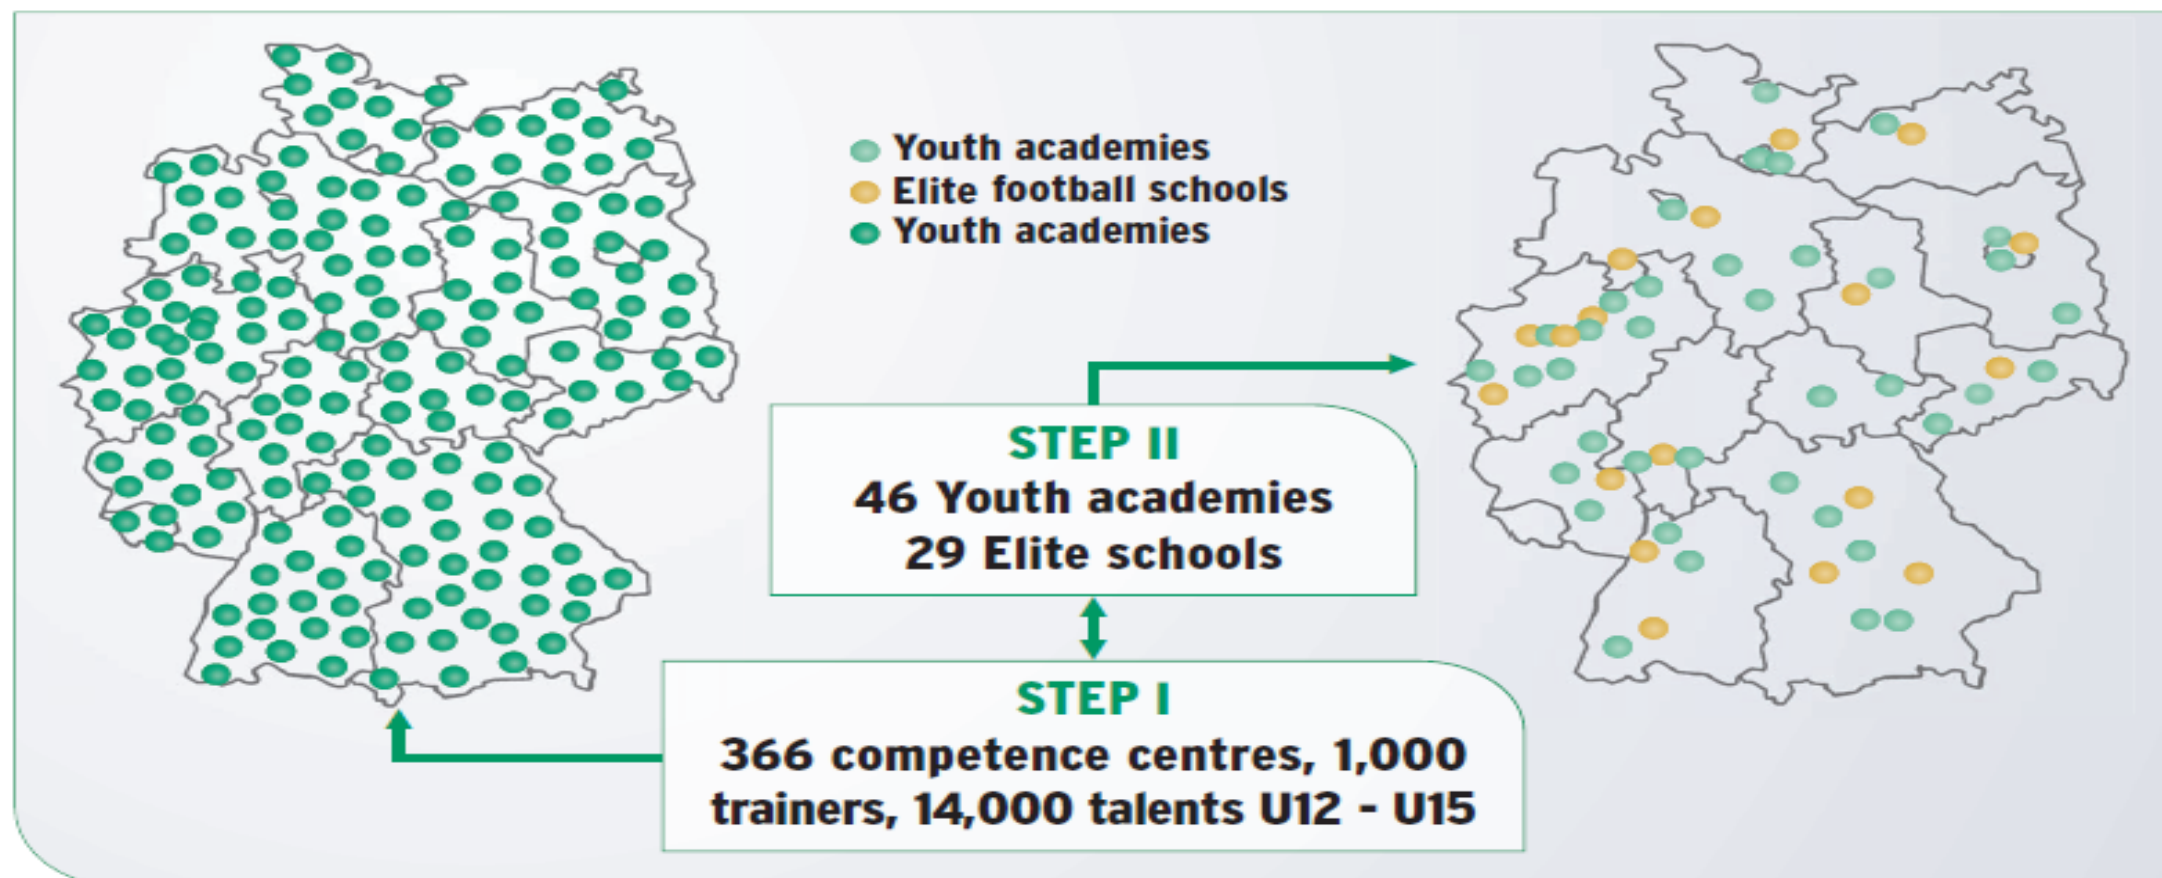 Youth academies
Elite football schools
Youth academies
STEP II
46 Youth academies
29 Elite schools
STEP I
366 competence centres, 1,000
trainers, 14,000 talents U12 - U15